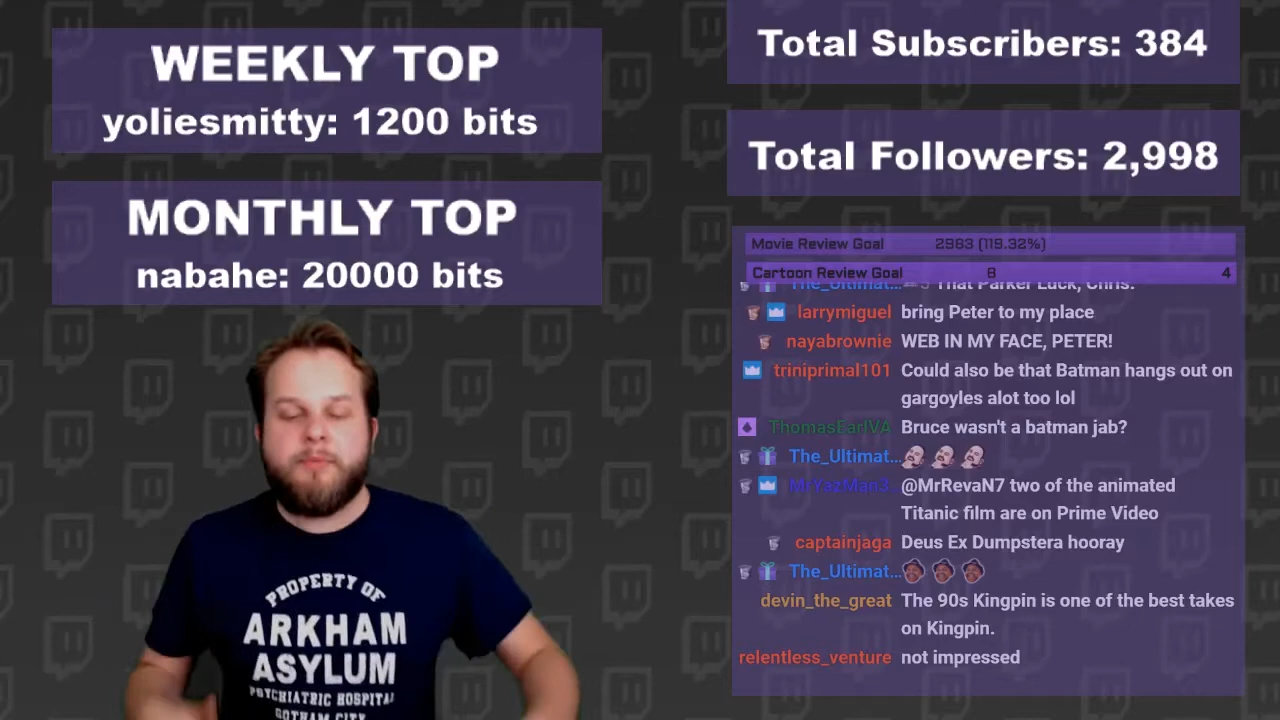 WEEKLY TOP
yoliesmitty: 1200 bits
MONTHLY TOP
nabahe: 20000 bits
Total Subscribers: 384
Total Followers: 2,998
Movie Review Goal 2983 (119.32%)
Cartoon Review Goal 8 4
The_Ultimat... That Parker Luck, Chris.
larrymiguel bring Peter to my place
nayabrownie WEB IN MY FACE, PETER!
triniprimal101 Could also be that Batman hangs out on
gargoyles alot too lol
ThomasEarlVA Bruce wasn't a batman jab?
The_Ultimat...
MrYazMan3... @MrRevaN7 two of the animated
Titanic film are on Prime Video
captainjaga Deus Ex Dumpstera hooray
The_Ultimat...
devin_the_great The 90s Kingpin is one of the best takes
on Kingpin.
relentless_venture not impressed
PROPERTY OF
ARKHAM
ASYLUM
PSYCHIATRIC HOSPITAL
GOTHAM CITY